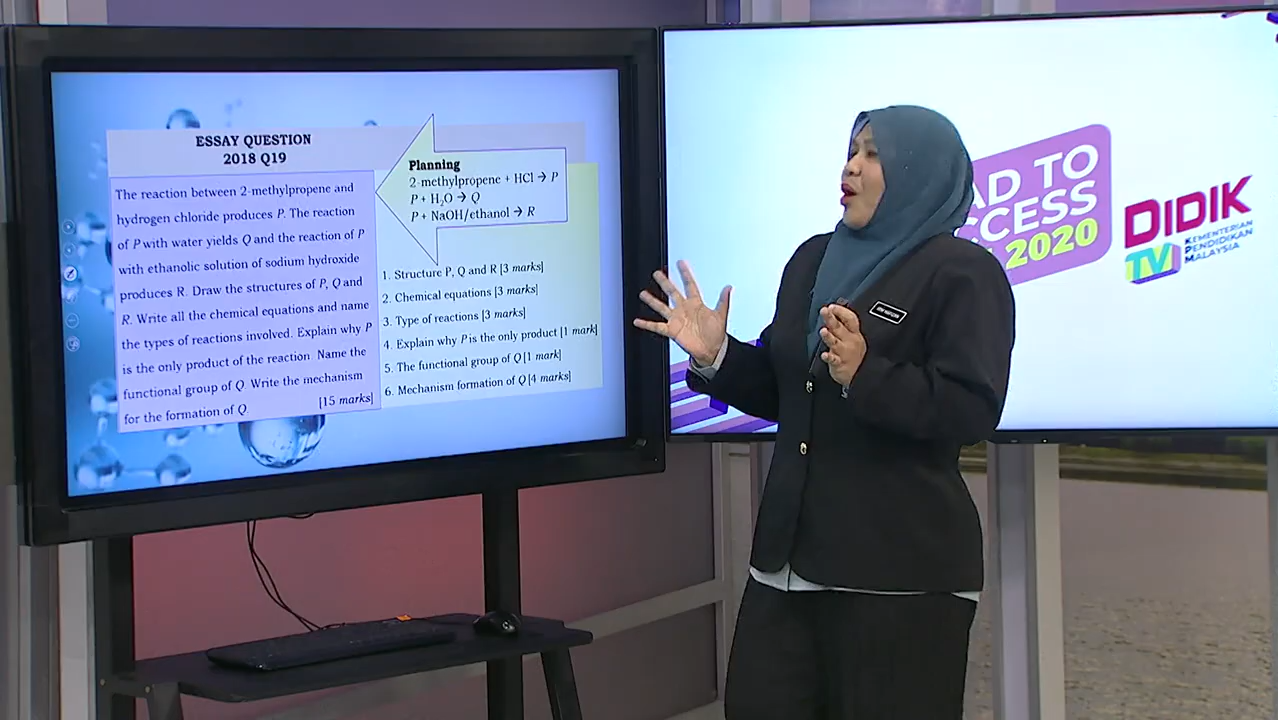 ESSAY QUESTION
2018 Q19
The reaction between 2-methylpropene and
hydrogen chloride produces P. The reaction
of P with water yields Q and the reaction of P
with ethanolic solution of sodium hydroxide
produces R. Draw the structures of P, Q and
R. Write all the chemical equations and name
the types of reactions involved. Explain why P
is the only product of the reaction. Name the
functional group of Q. Write the mechanism
for the formation of Q.
[15 marks]
Planning
2-methylpropene + HCl → P
P + H₂O → Q
P + NaOH/ethanol → R
1. Structure P, Q and R [3 marks]
2. Chemical equations [3 marks]
3. Type of reactions [3 marks]
4. Explain why P is the only product [1 mark]
5. The functional group of Q [1 mark]
6. Mechanism formation of Q [4 marks]
AD TO
CCESS
2020
DIDIK
TV
KEMENTERIAN
PENDIDIKAN
MALAYSIA